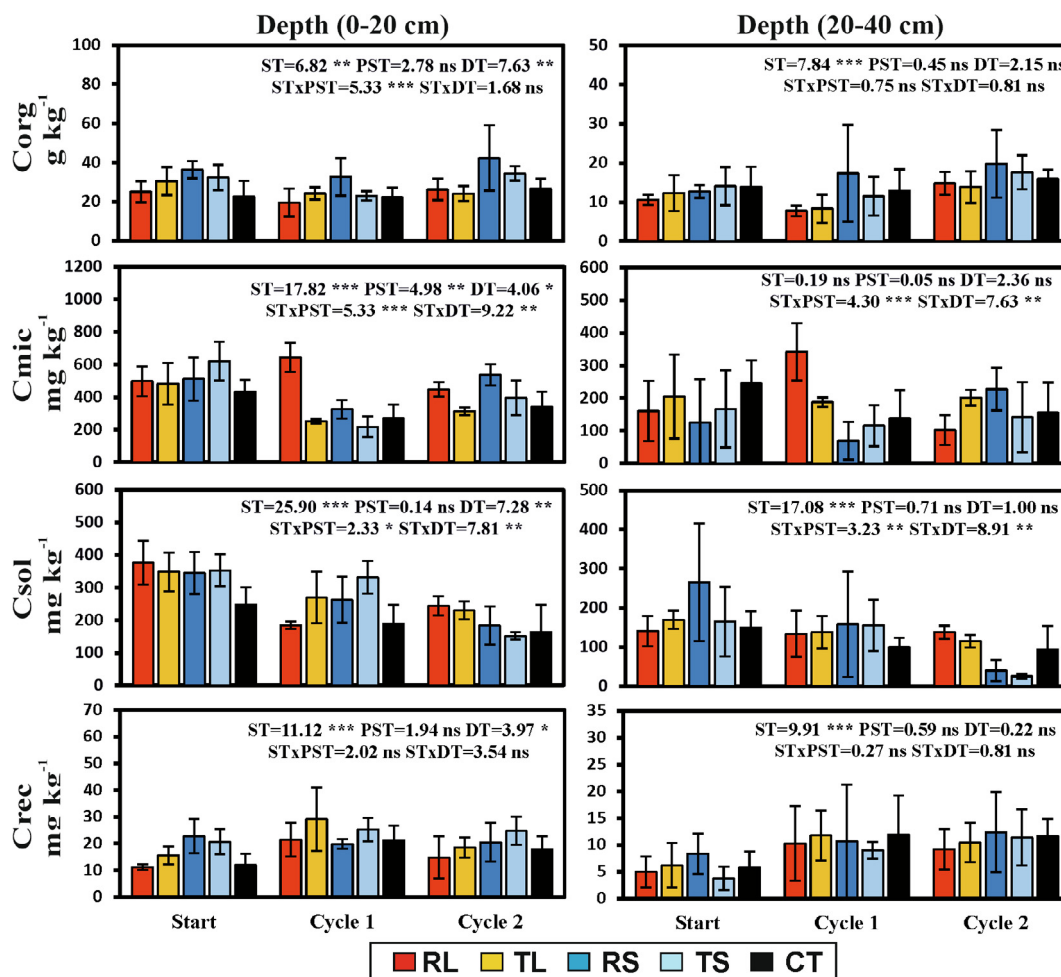 Depth (0-20 cm)
Depth (20-40 cm)
Corg
g kg-1
100
80
60
40
20
0
ST=6.82 ** PST=2.78 ns DT=7.63 **
STxPST=5.33 *** STxDT=1.68 ns
50
40
30
20
10
0
ST=7.84 *** PST=0.45 ns DT=2.15 ns
STxPST=0.75 ns STxDT=0.81 ns
Cmic
mg kg-1
1200
1000
800
600
400
200
0
ST=17.82 *** PST=4.98 ** DT=4.06 *
STxPST=5.33 *** STxDT=9.22 **
600
500
400
300
200
100
0
ST=0.19 ns PST=0.05 ns DT=2.36 ns
STxPST=4.30 *** STxDT=7.63 **
Csol
mg kg-1
600
500
400
300
200
100
0
ST=25.90 *** PST=0.14 ns DT=7.28 **
STxPST=2.33 * STxDT=7.81 **
500
400
300
200
100
0
ST=17.08 *** PST=0.71 ns DT=1.00 ns
STxPST=3.23 ** STxDT=8.91 **
Crec
mg kg-1
70
60
50
40
30
20
10
0
ST=11.12 *** PST=1.94 ns DT=3.97 *
STxPST=2.02 ns STxDT=3.54 ns
35
30
25
20
15
10
5
0
ST=9.91 *** PST=0.59 ns DT=0.22 ns
STxPST=0.27 ns STxDT=0.81 ns
Start Cycle 1 Cycle 2
Start Cycle 1 Cycle 2
RL TL RS TS CT